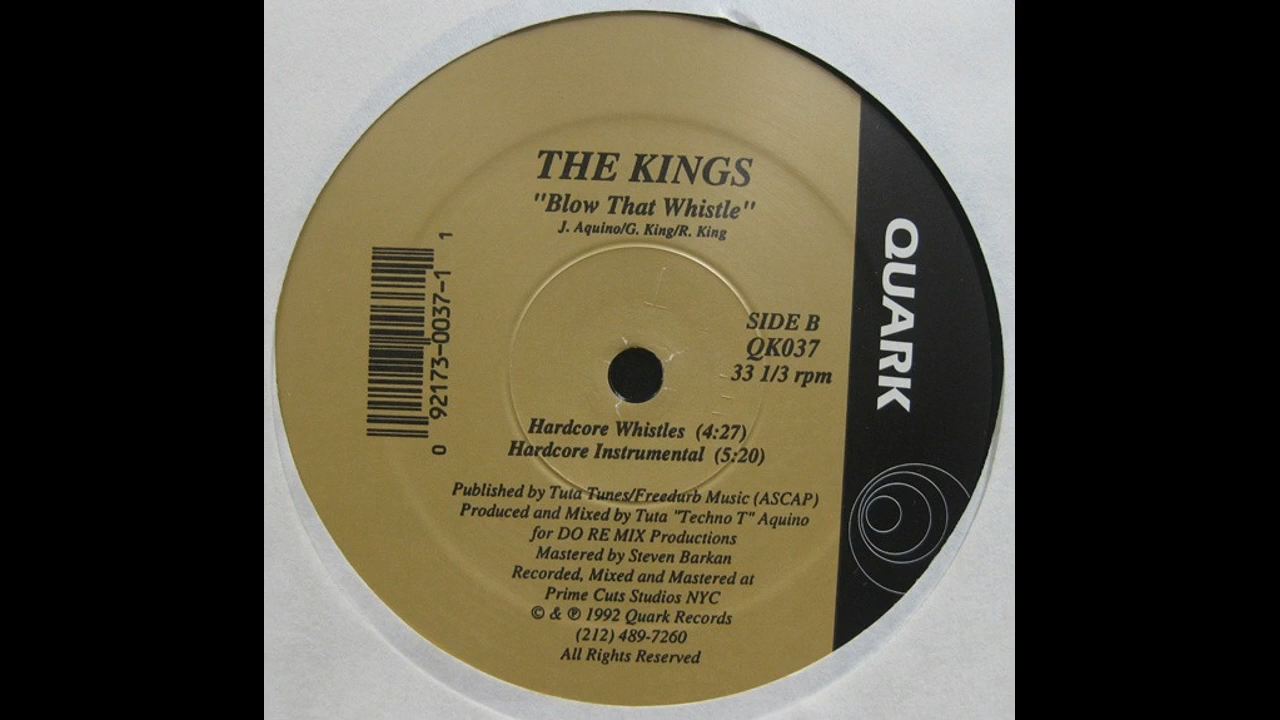 THE KINGS
"Blow That Whistle"
J. Aquino/G. King/R. King
0 92173-0037-1 1
SIDE B
QK037
33 1/3 rpm
QUARK
Hardcore Whistles (4:27)
Hardcore Instrumental (5:20)
Published by Tuta Tunes/Freedurb Music (ASCAP)
Produced and Mixed by Tuta "Techno T" Aquino
for DO RE MIX Productions
Mastered by Steven Barkan
Recorded, Mixed and Mastered at
Prime Cuts Studios NYC
© & ℗ 1992 Quark Records
(212) 489-7260
All Rights Reserved